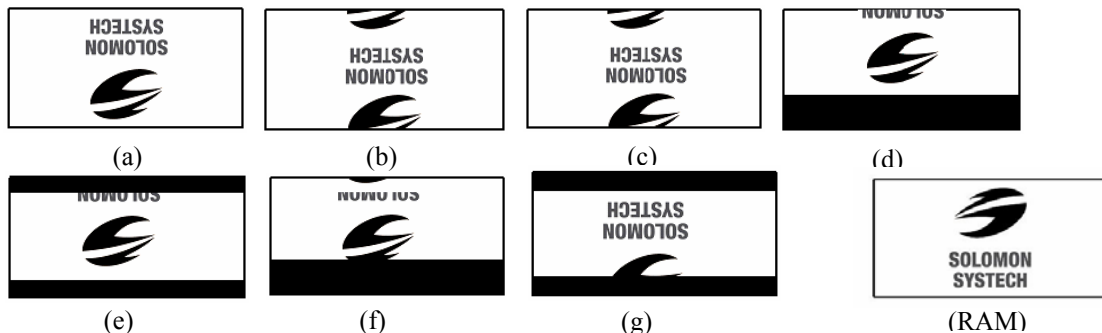 SOLOMON
SYSTECH
(a)
SOLOMON
SYSTECH
(b)
SOLOMON
SYSTECH
(c)
SOLOMON
(d)
SOLOMON
(e)
SOLOMON
(f)
SOLOMON
SYSTECH
(g)
SOLOMON
SYSTECH
(RAM)